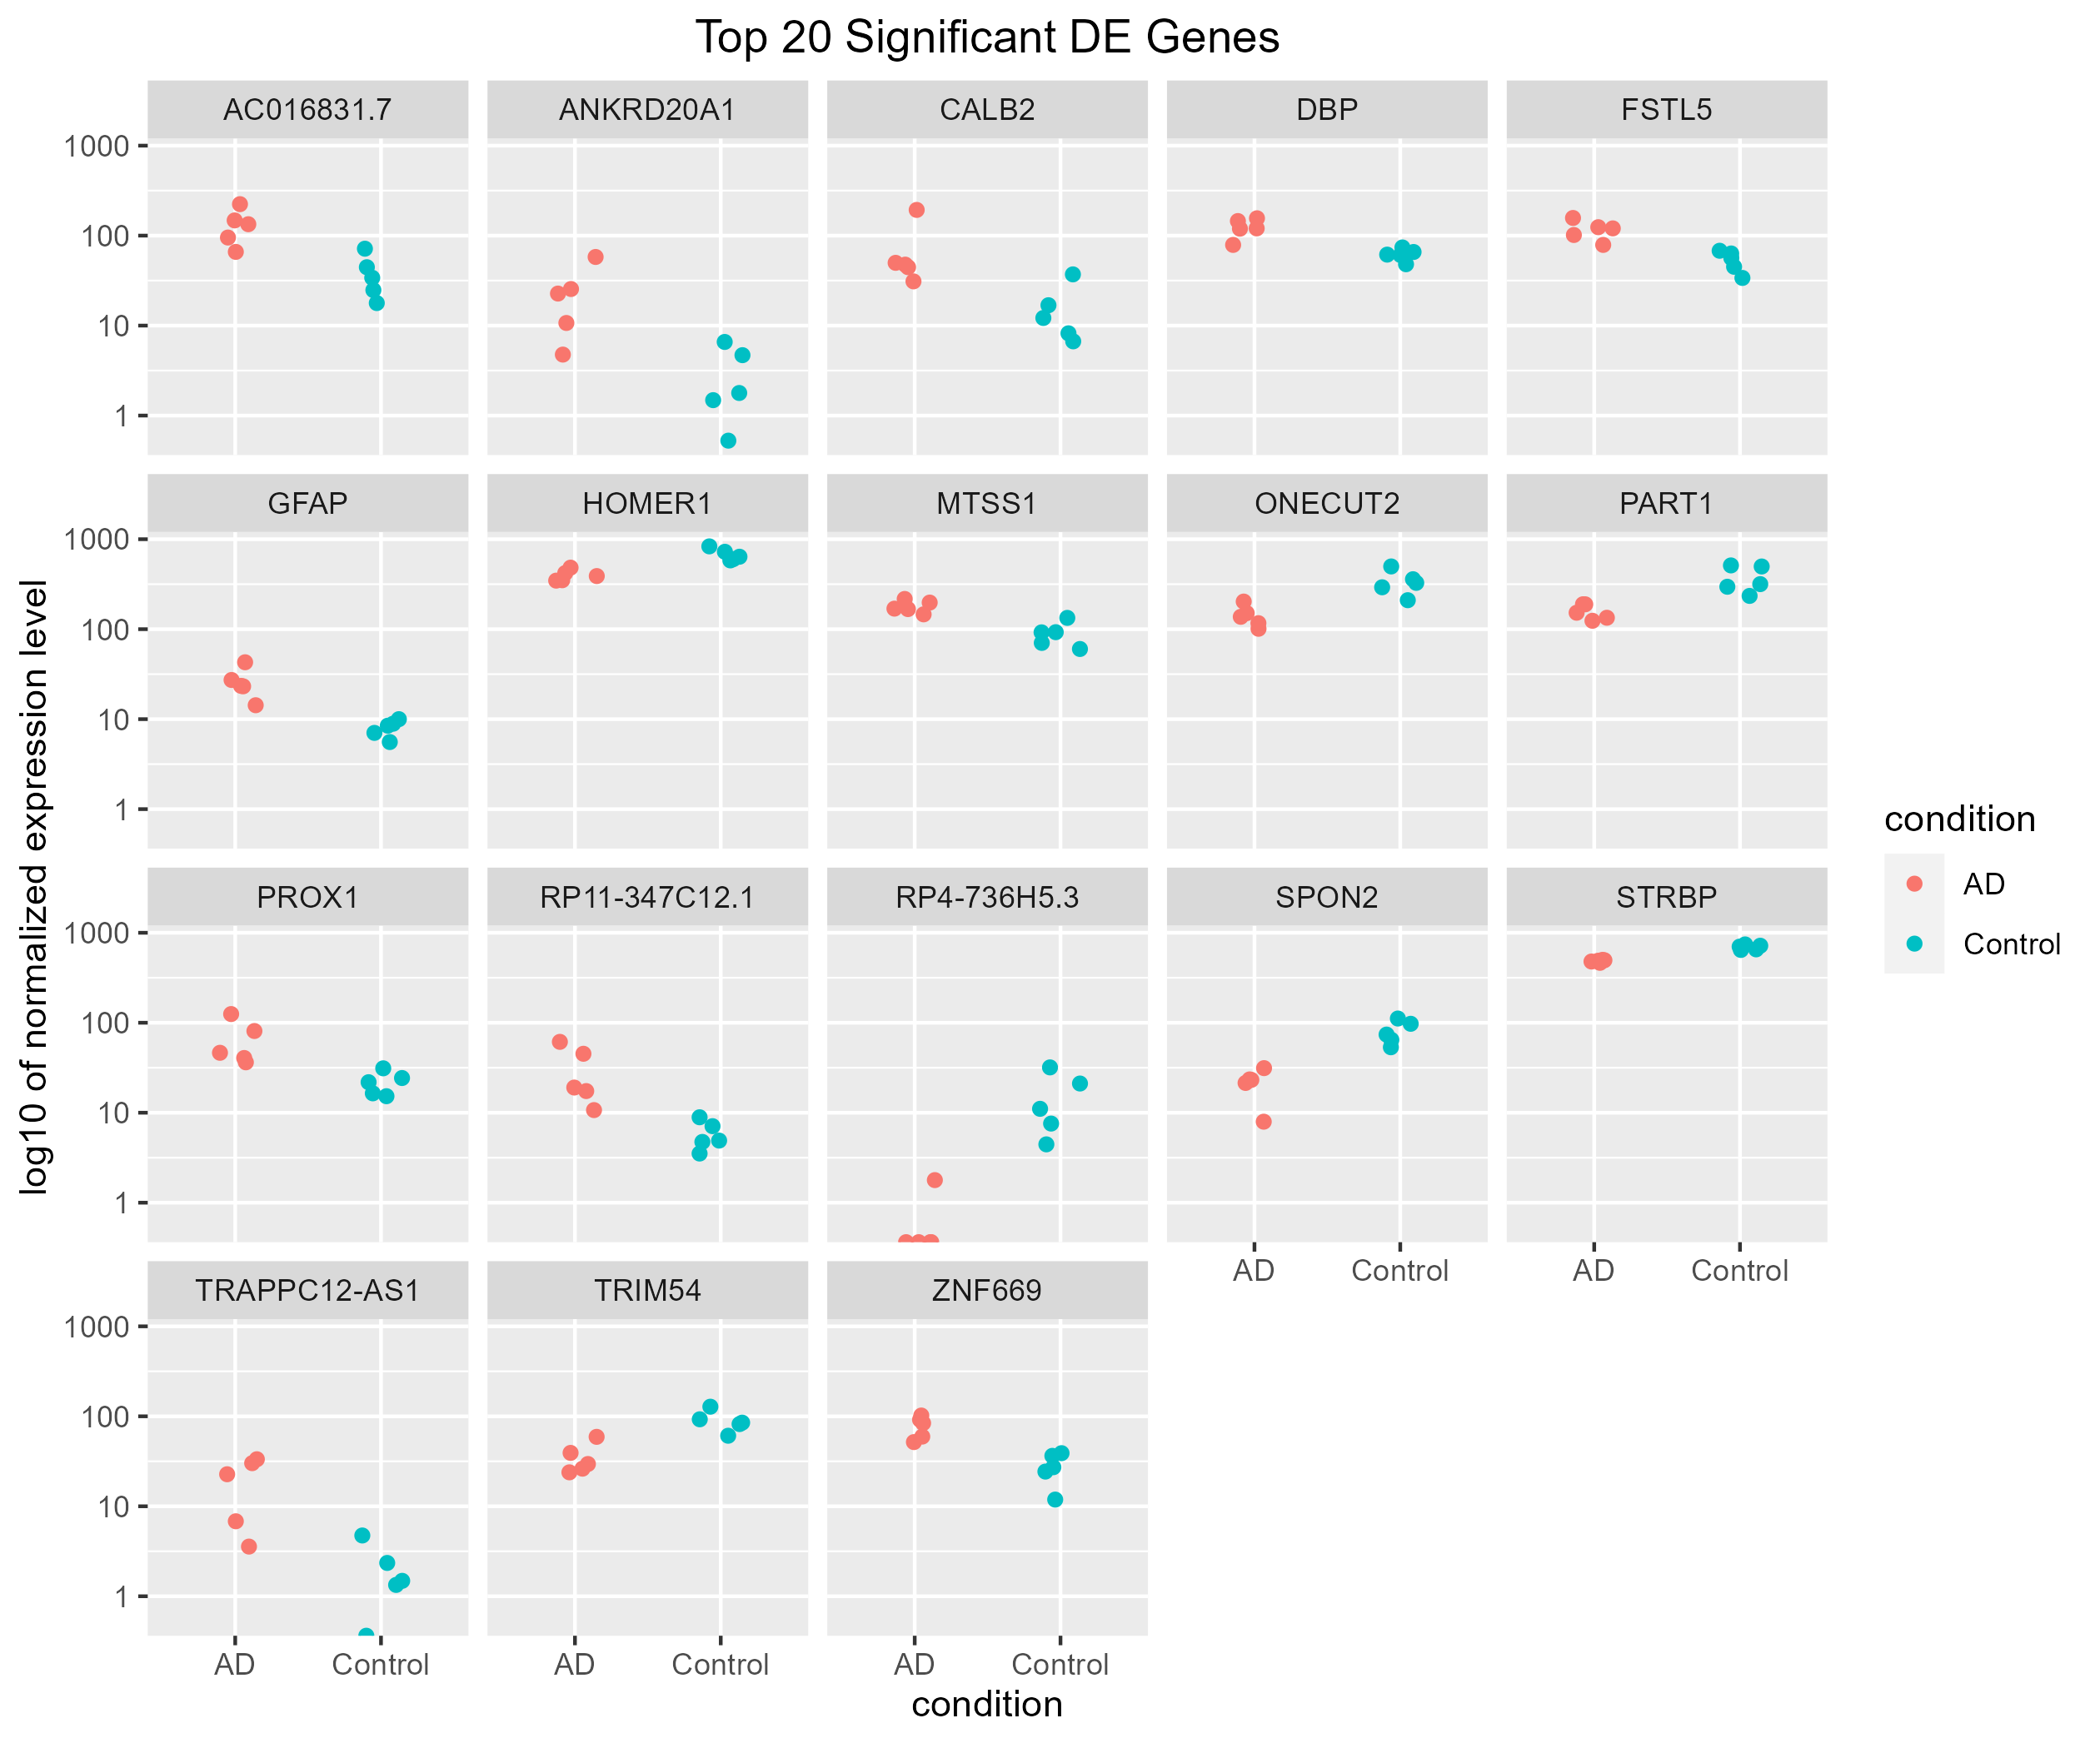 Top 20 Significant DE Genes
AC016831.7 ANKRD20A1 CALB2 DBP FSTL5
1000
100
10
1
GFAP HOMER1 MTSS1 ONECUT2 PART1
1000
100
10
1
PROX1 RP11-347C12.1 RP4-736H5.3 SPON2 STRBP
1000
100
10
1
AD Control AD Control
TRAPPC12-AS1 TRIM54 ZNF669
1000
100
10
1
AD Control AD Control AD Control
condition
log10 of normalized expression level
condition
AD
Control